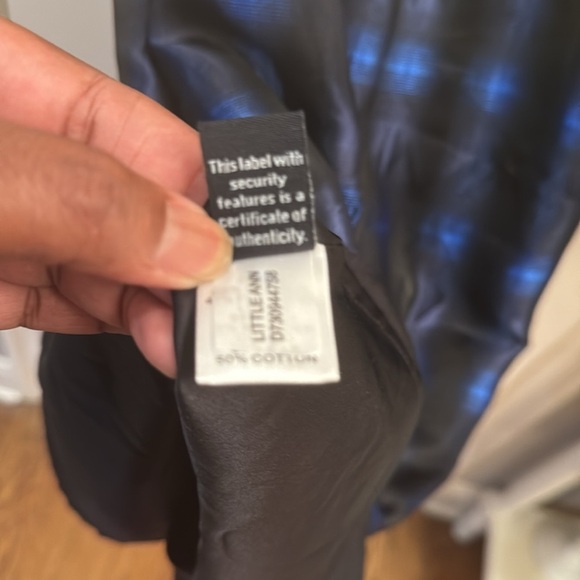 This label with
security
features is a
certificate of
authenticity.
LITTLE ANN
D730944758
50% COTTON